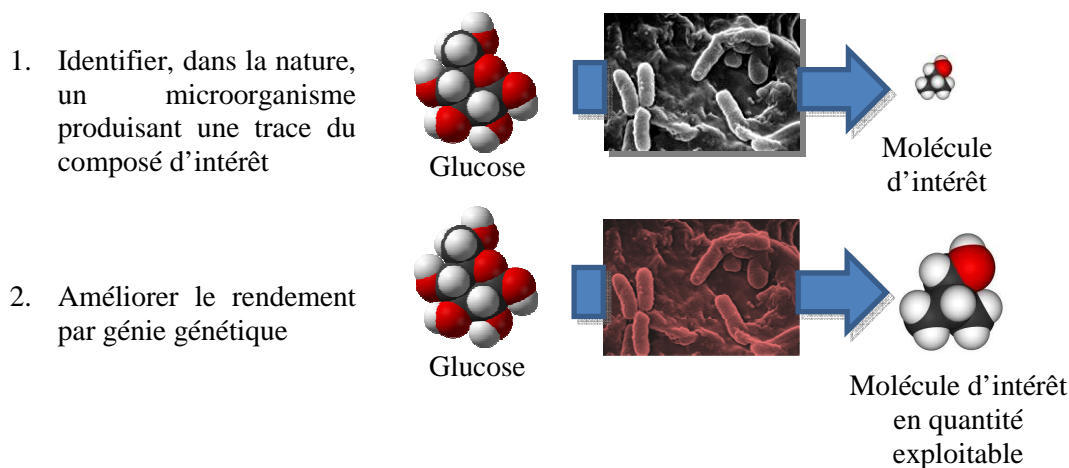 1. Identifier, dans la nature,
un microorganisme
produisant une trace du
composé d'intérêt
Glucose
Molécule
d'intérêt
2. Améliorer le rendement
par génie génétique
Glucose
Molécule d'intérêt
en quantité
exploitable